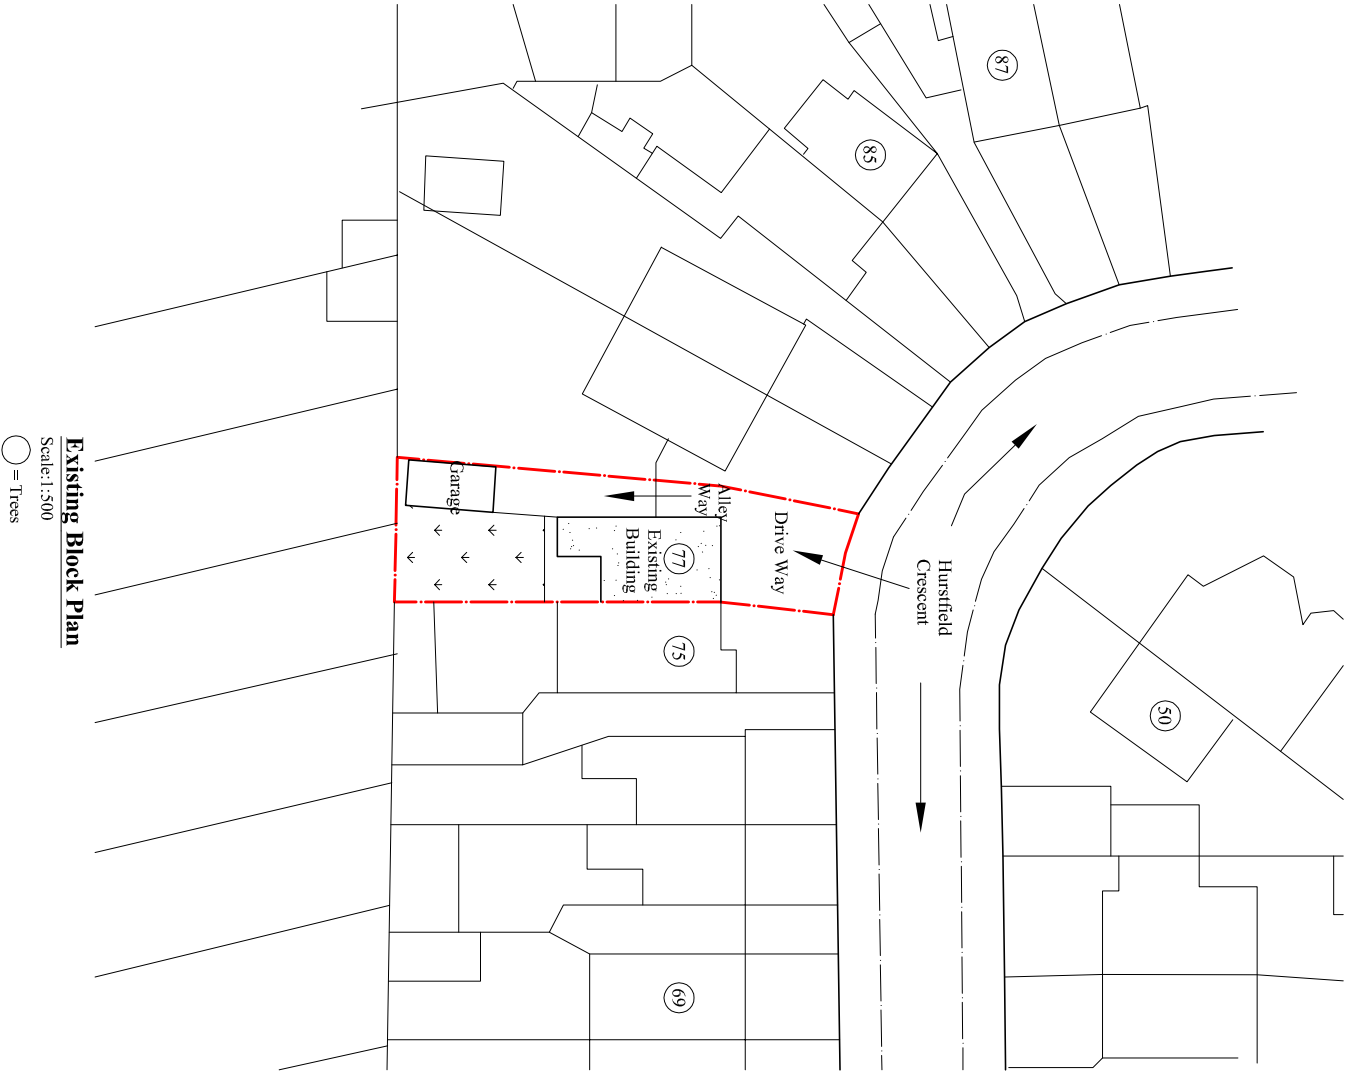 87
85
Hurstfield
Crescent
Drive Way
Alley
Way
Garage
77
Existing
Building
75
50
69
Existing Block Plan
Scale:1:500
= Trees